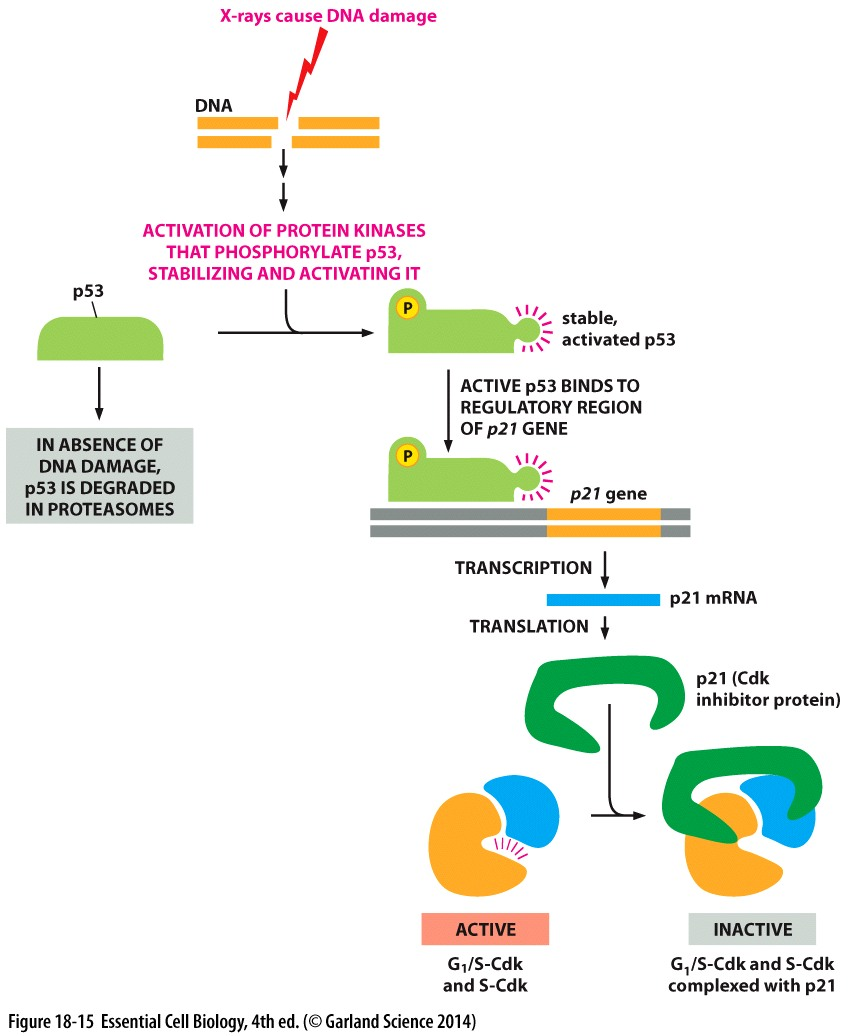 X-rays cause DNA damage
DNA
ACTIVATION OF PROTEIN KINASES
THAT PHOSPHORYLATE p53,
STABILIZING AND ACTIVATING IT
p53
P
stable,
activated p53
IN ABSENCE OF
DNA DAMAGE,
p53 IS DEGRADED
IN PROTEASOMES
ACTIVE p53 BINDS TO
REGULATORY REGION
OF p21 GENE
P
p21 gene
TRANSCRIPTION
p21 mRNA
TRANSLATION
p21 (Cdk
inhibitor protein)
ACTIVE
G1/S-Cdk
and S-Cdk
INACTIVE
G1/S-Cdk and S-Cdk
complexed with p21
Figure 18-15 Essential Cell Biology, 4th ed. (© Garland Science 2014)